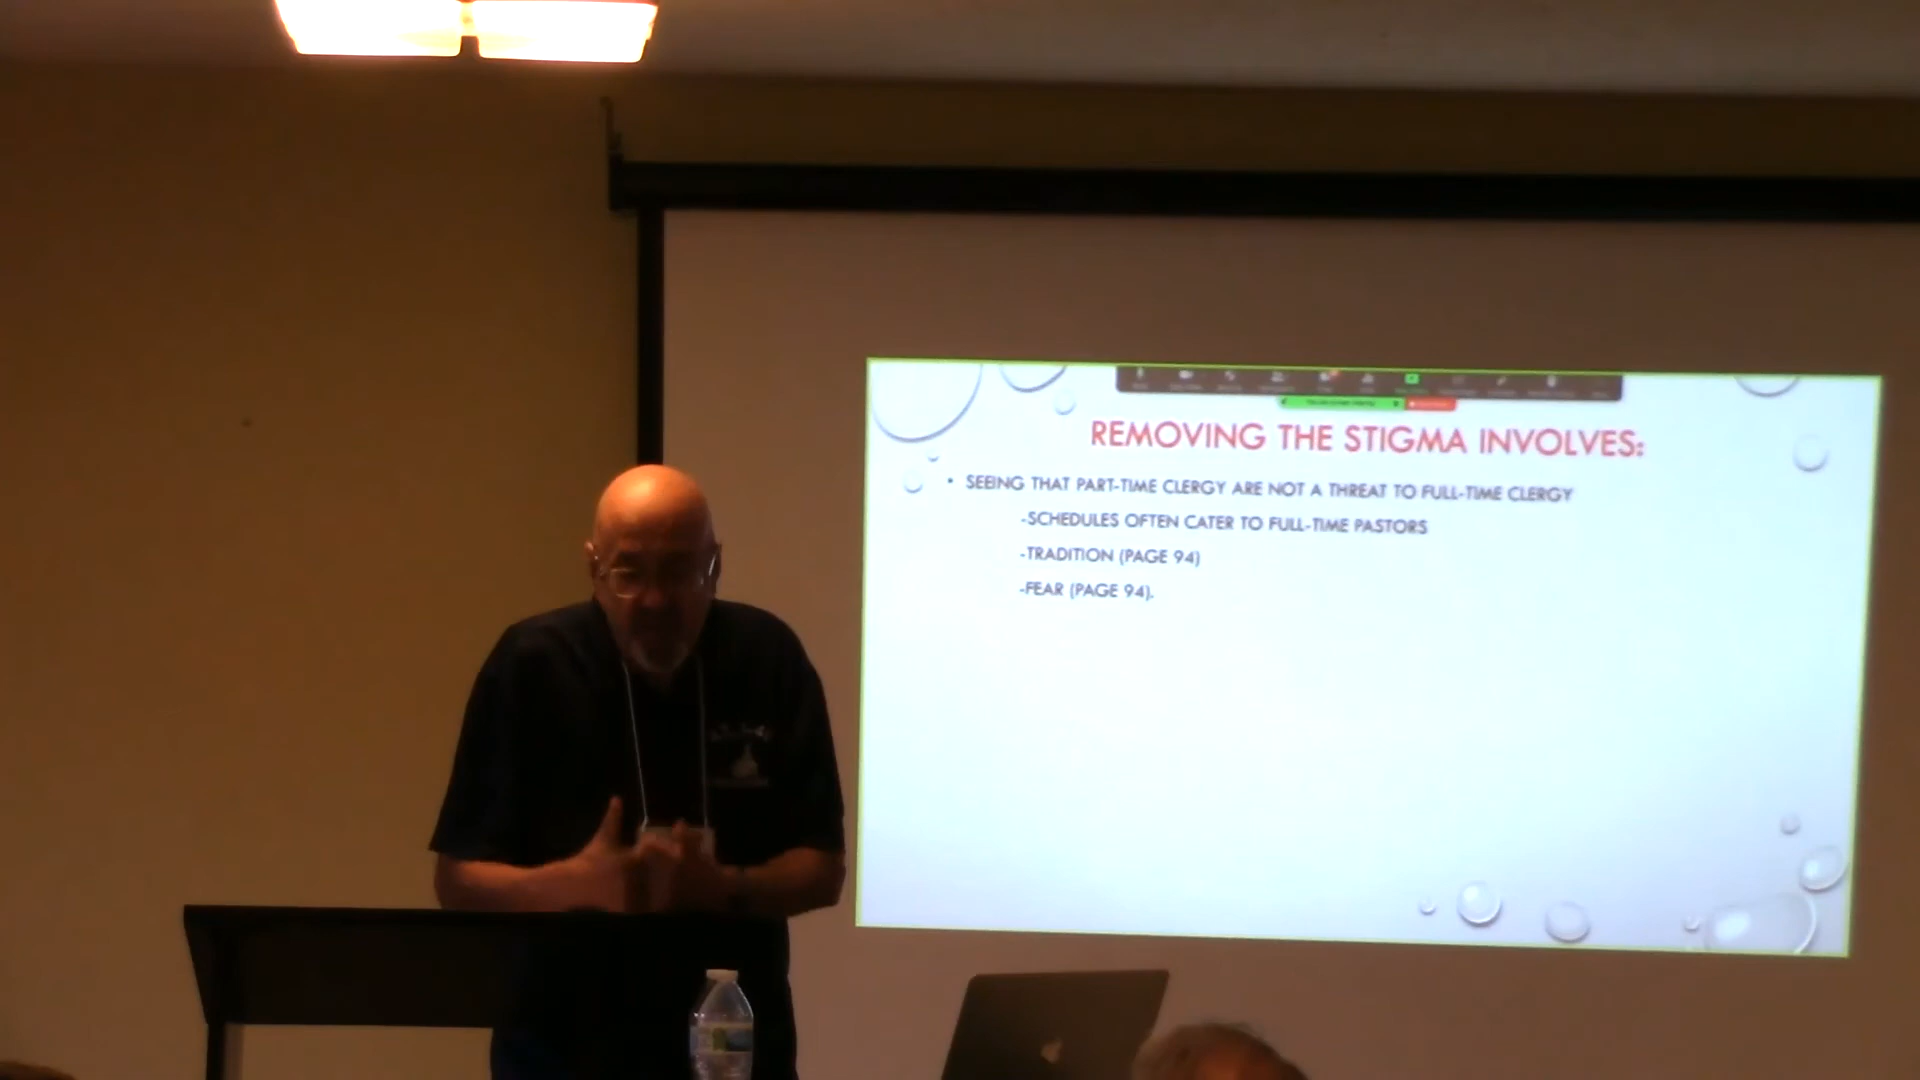 REMOVING THE STIGMA INVOLVES:
• SEEING THAT PART-TIME CLERGY ARE NOT A THREAT TO FULL-TIME CLERGY
-SCHEDULES OFTEN CATER TO FULL-TIME PASTORS
-TRADITION (PAGE 94)
-FEAR (PAGE 94).